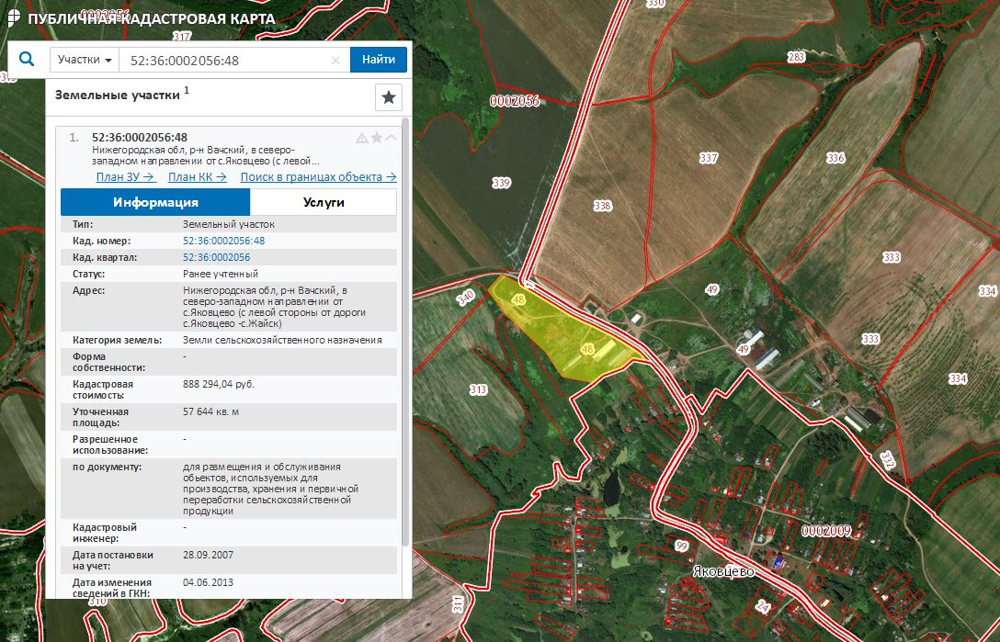 ПУБЛИЧНАЯ КАДАСТРОВАЯ КАРТА
Участки
52:36:0002056:48
×
Найти
Земельные участки 1
1.
52:36:0002056:48
Нижегородская обл, р-н Вачский, в северо-
западном направлении от с.Яковцево (с левой...
План ЗУ →
План КК →
Поиск в границах объекта →
Информация
Услуги
Тип: Земельный участок
Кад. номер: 52:36:0002056:48
Кад. квартал: 52:36:0002056
Статус: Ранее учтенный
Адрес: Нижегородская обл, р-н Вачский, в
северо-западном направлении от
с.Яковцево (с левой стороны от дороги
с.Яковцево -с.Жайск)
Категория земель: Земли сельскохозяйственного назначения
Форма -
собственности:
Кадастровая 888 294,04 руб.
стоимость:
Уточненная 57 644 кв. м
площадь:
Разрешенное -
использование:
по документу: для размещения и обслуживания
обьектов, используемых для
производства, хранения и первичной
переработки сельскохозяйственной
продукции
Кадастровый -
инженер:
Дата постановки 28.09.2007
на учет:
Дата изменения 04.06.2013
сведений в ГКН:
0002056
317
330
283
0002056
337
336
339
338
333
49
334
340
48
48
49
333
334
313
332
0002009
99
Яковцево
24
311
310